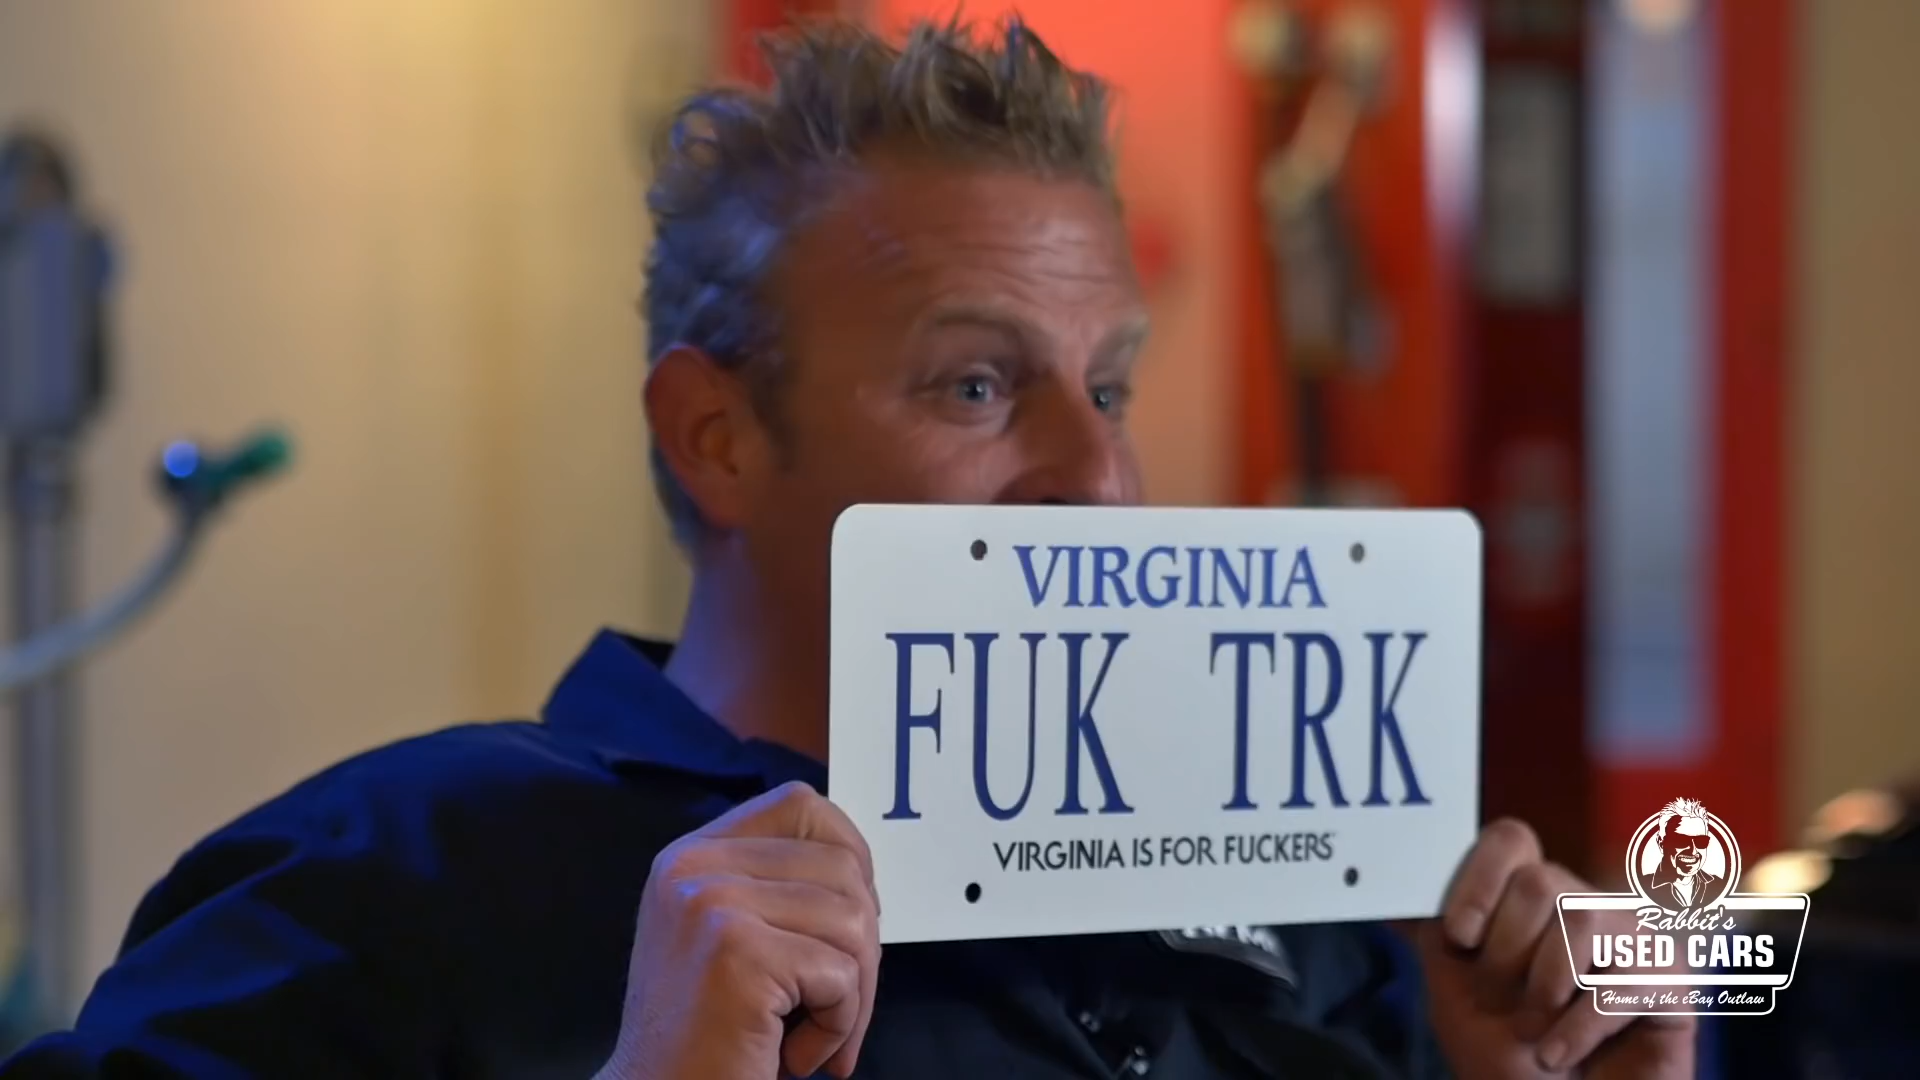 VIRGINIA
FUK TRK
VIRGINIA IS FOR FUCKERS
Rabbit's
USED CARS
Home of the eBay Outlaw